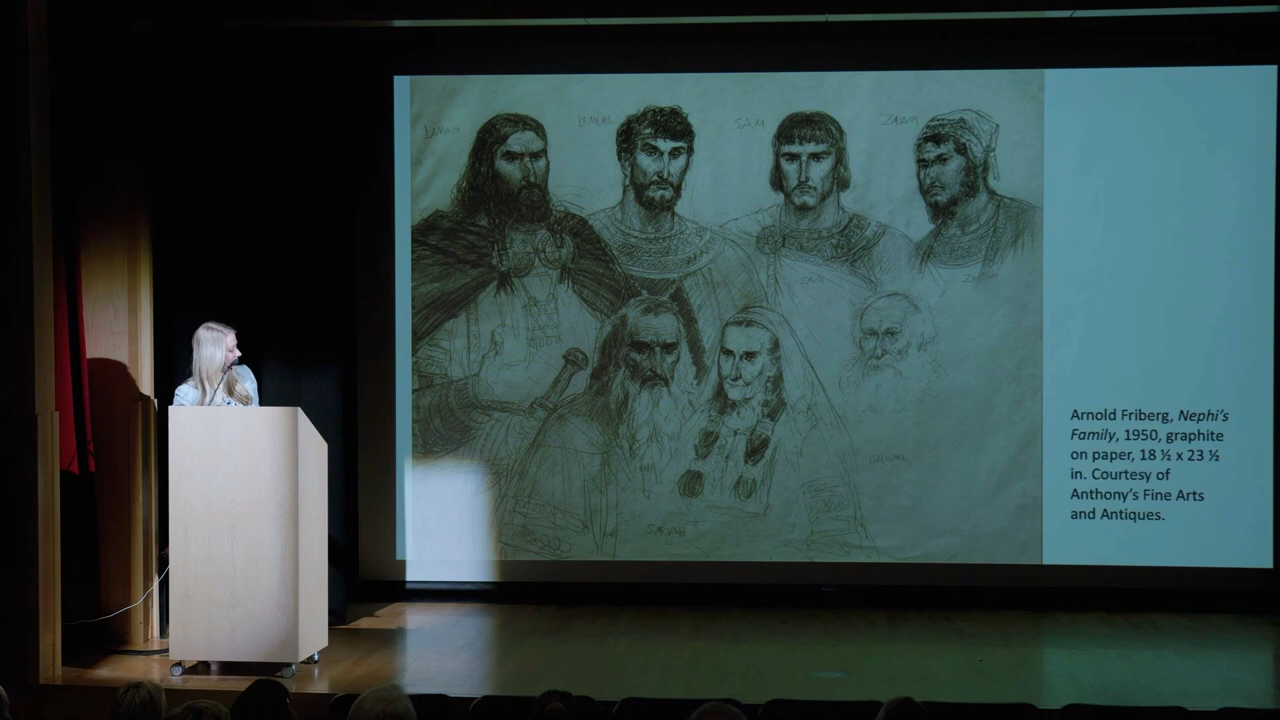 LAMAN
LEMUEL
SAM
ZORAM
SARIAH
Arnold Friberg, Nephi’s
Family, 1950, graphite
on paper, 18 ½ x 23 ½
in. Courtesy of
Anthony’s Fine Arts
and Antiques.